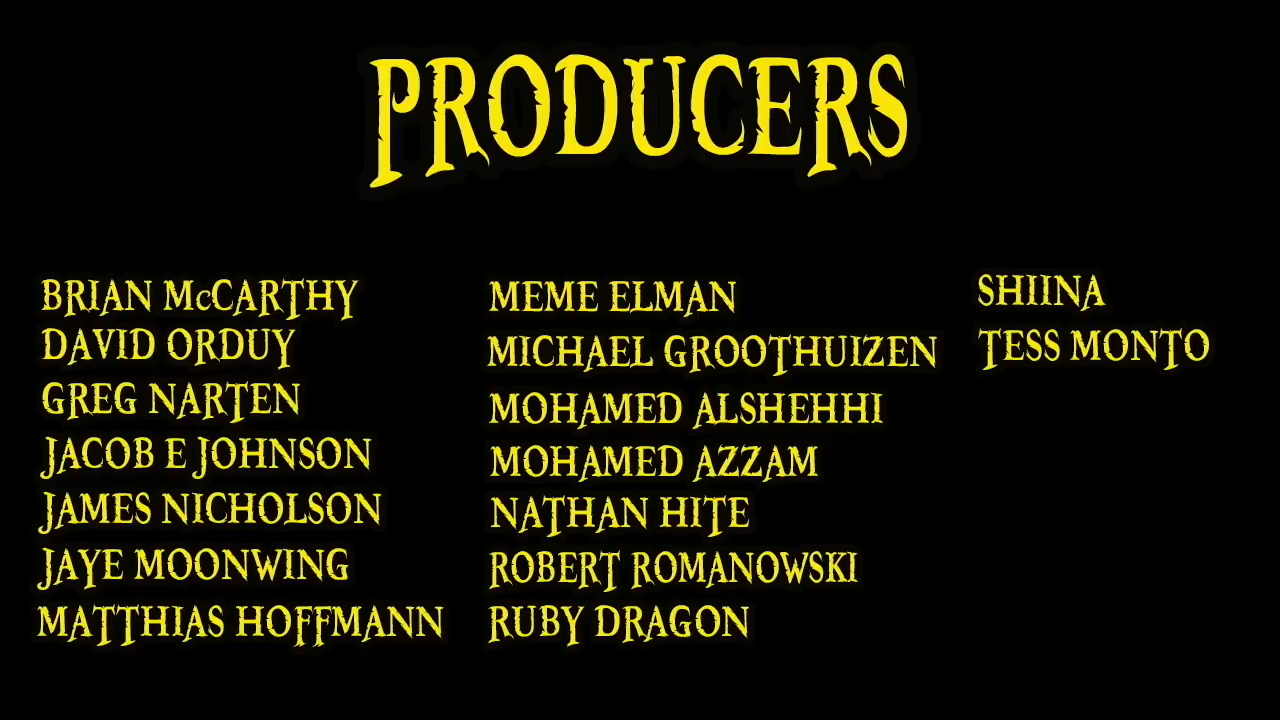 PRODUCERS
BRIAN McCARTHY
DAVID ORDUY
GREG NARTEN
JACOB E JOHNSON
JAMES NICHOLSON
JAYE MOONWING
MATTHIAS HOFFMANN
MEME ELMAN
MICHAEL GROOTHUIZEN
MOHAMED ALSHEHHI
MOHAMED AZZAM
NATHAN HITE
ROBERT ROMANOWSKI
RUBY DRAGON
SHIINA
TESS MONTO